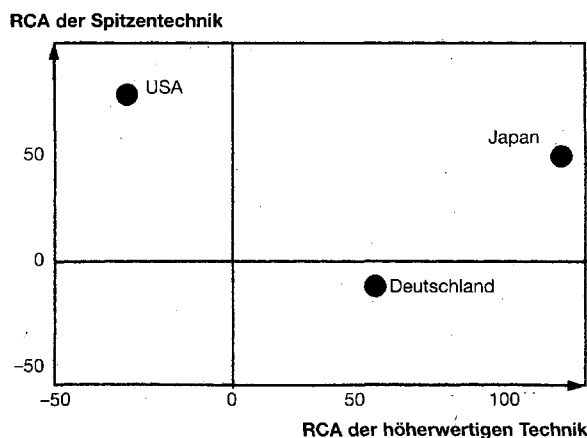 RCA der Spitzentechnik
USA
Japan
50
0
Deutschland
−50
−50 0 50 100
RCA der höherwertigen Technik